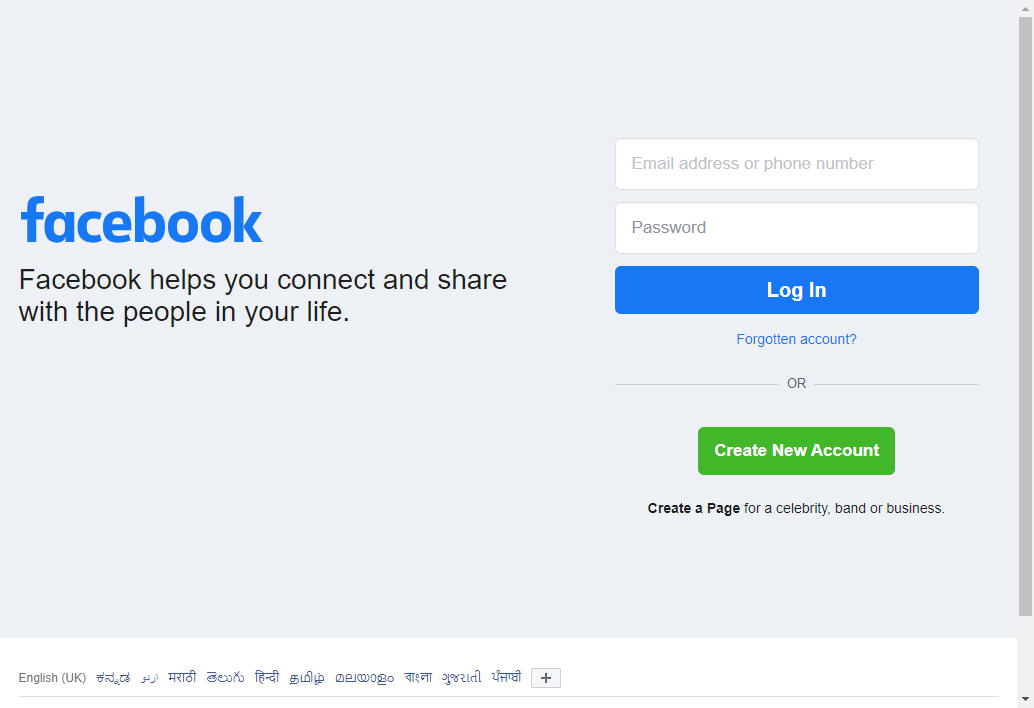 facebook
Facebook helps you connect and share
with the people in your life.
Email address or phone number
Password
Log In
Forgotten account?
OR
Create New Account
Create a Page for a celebrity, band or business.
English (UK) ಕನ್ನಡ اردو मराठी తెలుగు हिन्दी தமிழ் മലയാളം বাংলা ગુજરાતી ਪੰਜਾਬੀ +